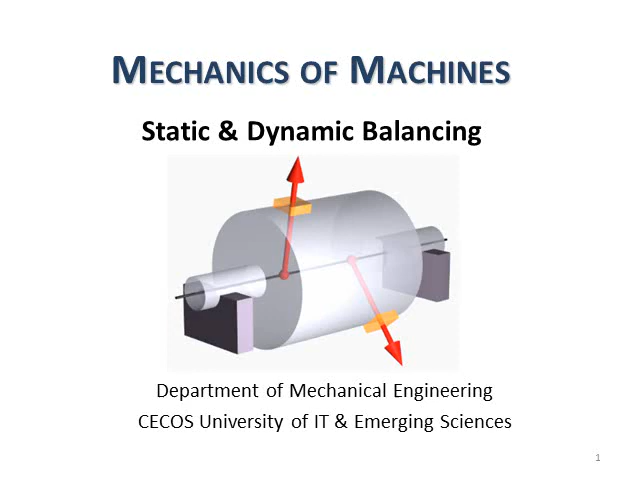 Mechanics of Machines
Static & Dynamic Balancing
Department of Mechanical Engineering
CECOS University of IT & Emerging Sciences
1